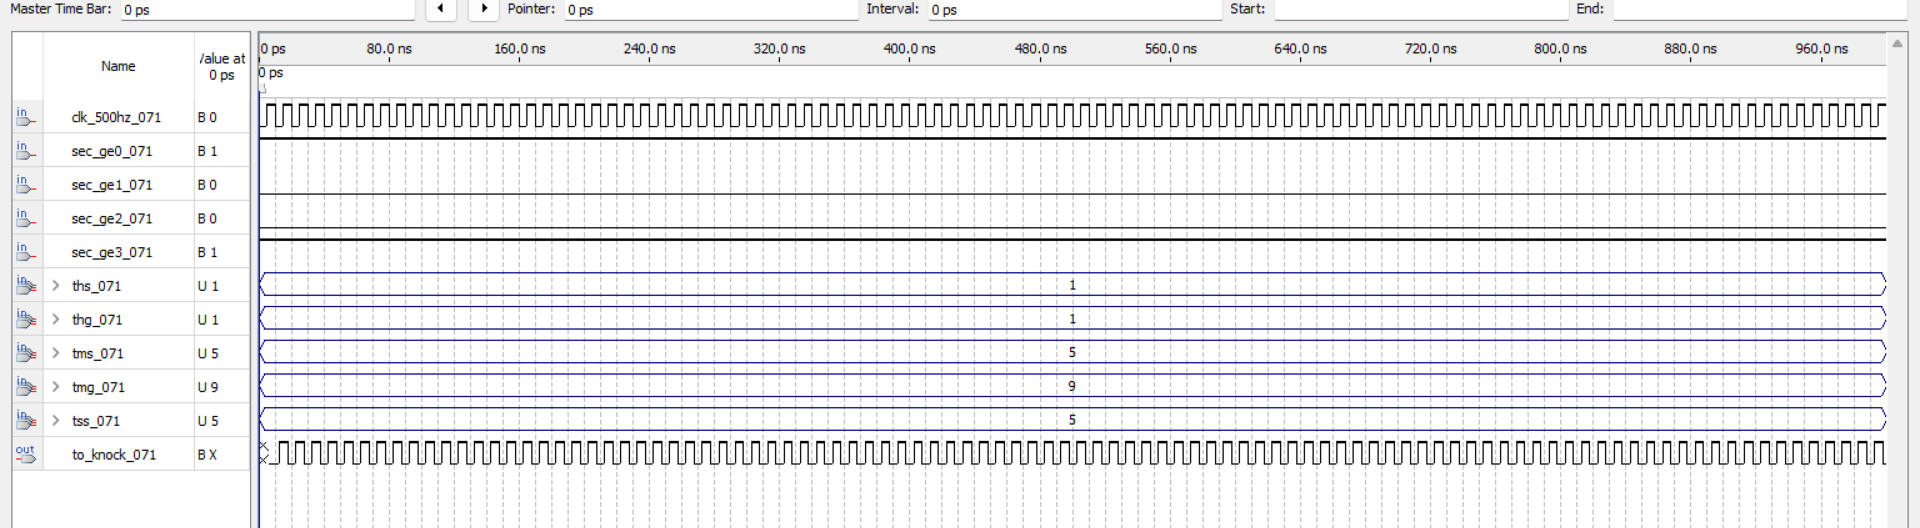 Master Time Bar: 0 ps Pointer: 0 ps Interval: 0 ps Start: End:
Name /alue at 0 ps
0 ps 80.0 ns 160.0 ns 240.0 ns 320.0 ns 400.0 ns 480.0 ns 560.0 ns 640.0 ns 720.0 ns 800.0 ns 880.0 ns 960.0 ns
0 ps
in clk_500hz_071 B 0
in sec_ge0_071 B 1
in sec_ge1_071 B 0
in sec_ge2_071 B 0
in sec_ge3_071 B 1
in ths_071 U 1 1
in thg_071 U 1 1
in tms_071 U 5 5
in tmg_071 U 9 9
in tss_071 U 5 5
out to_knock_071 B X